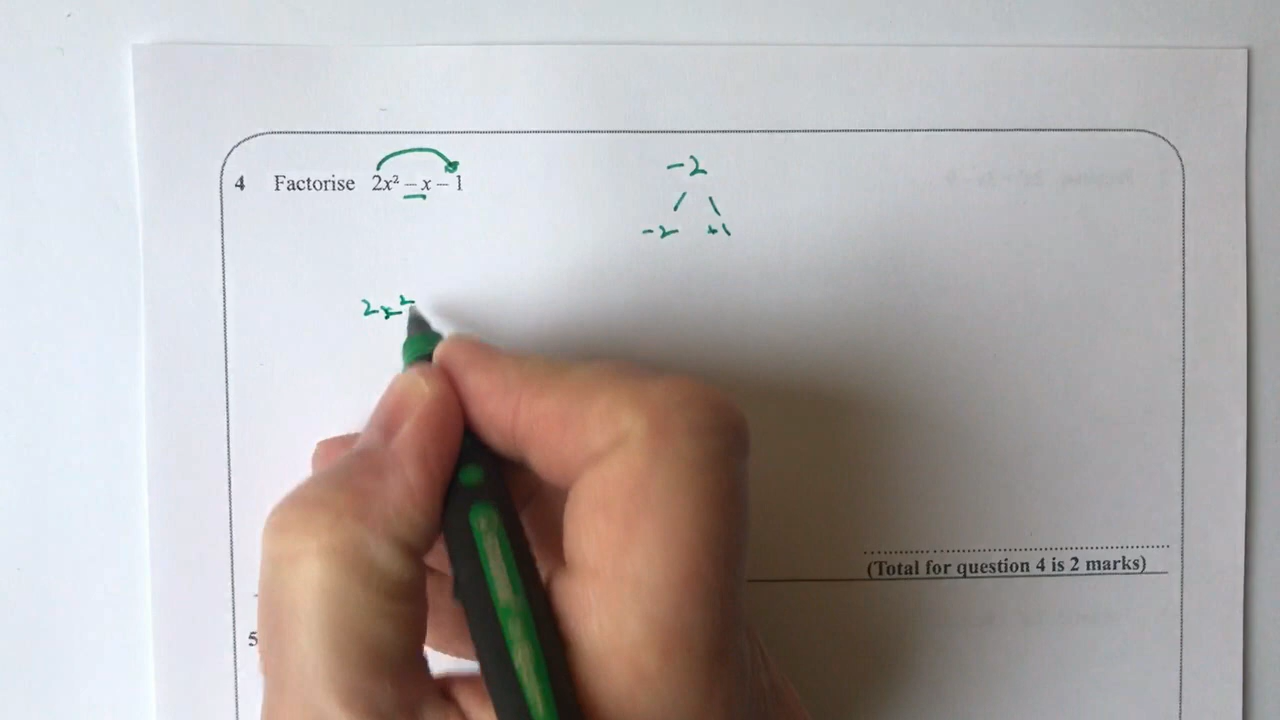 4 Factorise 2x² – x – 1
-2
-2 +1
2x²
(Total for question 4 is 2 marks)
5